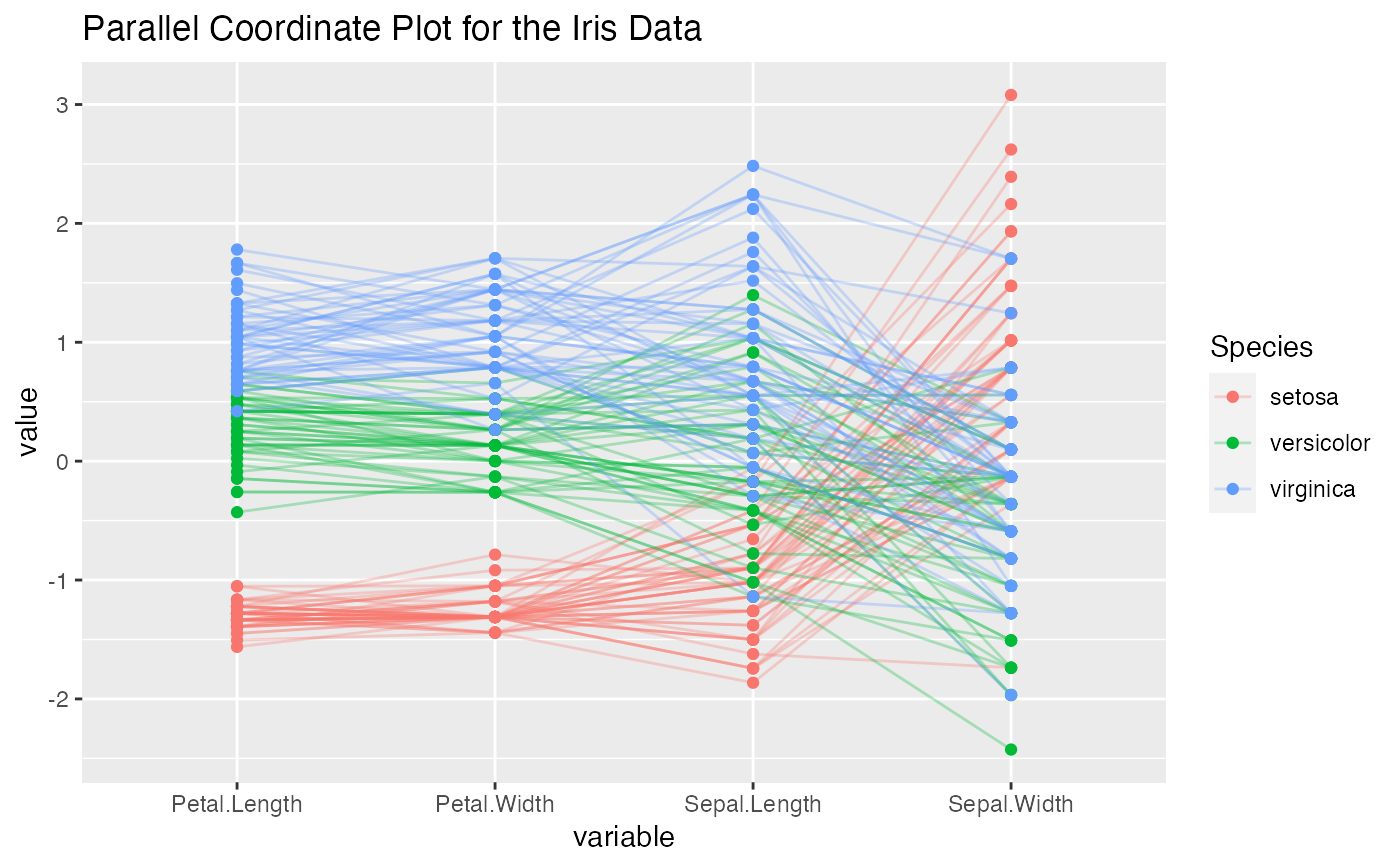 Parallel Coordinate Plot for the Iris Data
3
2
1
0
-1
-2
value
Petal.Length
Petal.Width
Sepal.Length
Sepal.Width
variable
Species
setosa
versicolor
virginica